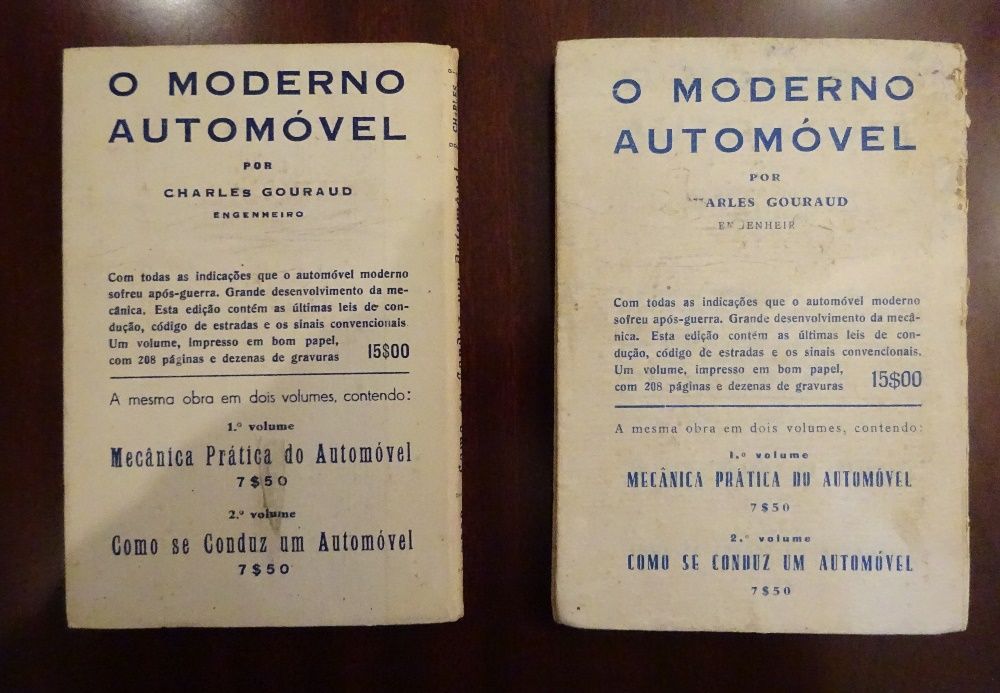 O MODERNO
AUTOMÓVEL
POR
CHARLES GOURAUD
ENGENHEIRO
Com todas as indicações que o automóvel moderno
sofreu após-guerra. Grande desenvolvimento da me-
cânica. Esta edição contém as últimas leis de con-
dução, código de estradas e os sinais convencionais
Um volume, impresso em bom papel,
com 208 páginas e dezenas de gravuras 15$00
A mesma obra em dois volumes, contendo:
1.º volume
Mecânica Prática do Automóvel
7$50
2.º volume
Como se Conduz um Automóvel
7$50
O MODERNO
AUTOMÓVEL
POR
ARLES GOURAUD
ENGENHEIR
Com todas as indicações que o automóvel moderno
sofreu após-guerra. Grande desenvolvimento da mecâ-
nica. Esta edição contém as últimas leis de con-
dução, código de estradas e os sinais convencionais.
Um volume, impresso em bom papel,
com 208 páginas e dezenas de gravuras 15$00
A mesma obra em dois volumes, contendo:
1.º volume
MECÂNICA PRÁTICA DO AUTOMÓVEL
7$50
2.º volume
COMO SE CONDUZ UM AUTOMÓVEL
7$50